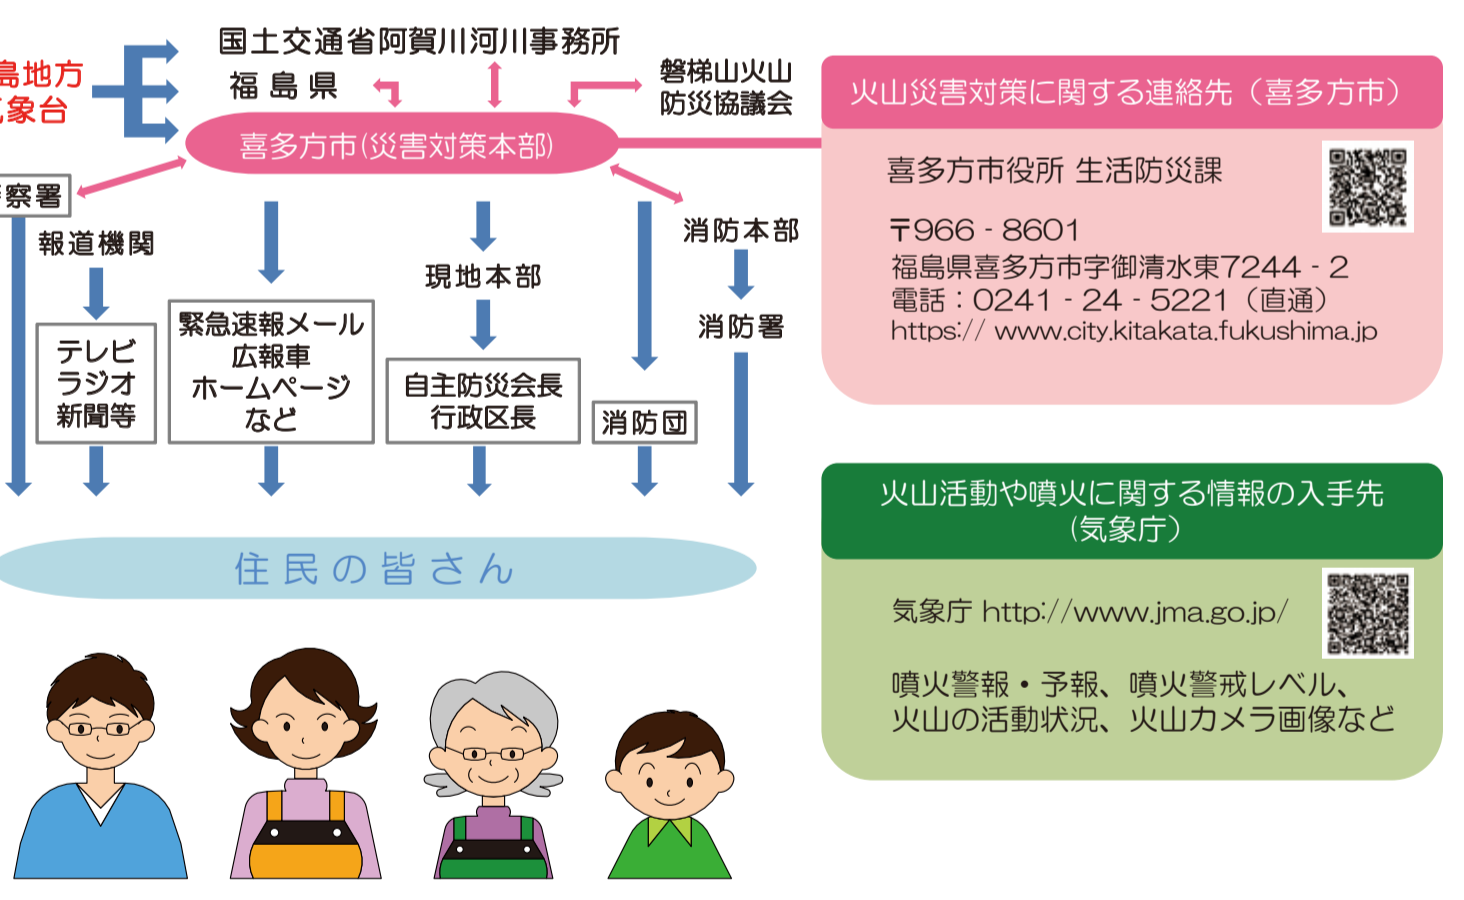 国土交通省阿賀川河川事務所
島地方
気象台
福島県
磐梯山火山
防災協議会
喜多方市(災害対策本部)
察署
報道機関
消防本部
現地本部
消防署
テレビ
ラジオ
新聞等
緊急速報メール
広報車
ホームページ
など
自主防災会長
行政区長
消防団
住民の皆さん
火山災害対策に関する連絡先（喜多方市）
喜多方市役所 生活防災課
〒966 - 8601
福島県喜多方市字御清水東7244 - 2
電話：0241 - 24 - 5221（直通）
https:// www.city.kitakata.fukushima.jp
火山活動や噴火に関する情報の入手先
(気象庁）
気象庁 http://www.jma.go.jp/
噴火警報・予報、噴火警戒レベル、
火山の活動状況、火山カメラ画像など